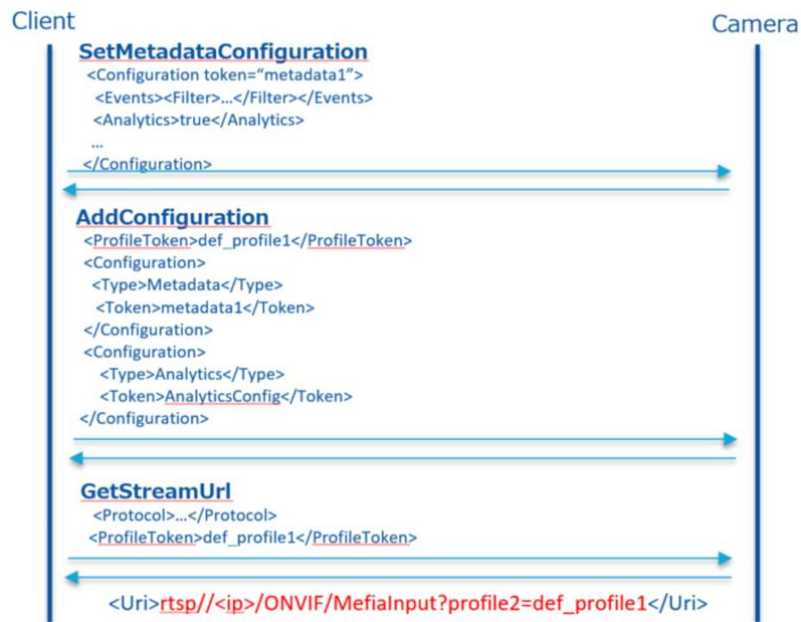 Client
Camera
SetMetadataConfiguration
<Configuration token=“metadata1”>
<Events><Filter>...</Filter></Events>
<Analytics>true</Analytics>
...
</Configuration>
AddConfiguration
<ProfileToken>def_profile1</ProfileToken>
<Configuration>
<Type>Metadata</Type>
<Token>metadata1</Token>
</Configuration>
<Configuration>
<Type>Analytics</Type>
<Token>AnalyticsConfig</Token>
</Configuration>
GetStreamUrl
<Protocol>...</Protocol>
<ProfileToken>def_profile1</ProfileToken>
<Uri>rtsp//<ip>/ONVIF/MefiaInput?profile2=def_profile1</Uri>